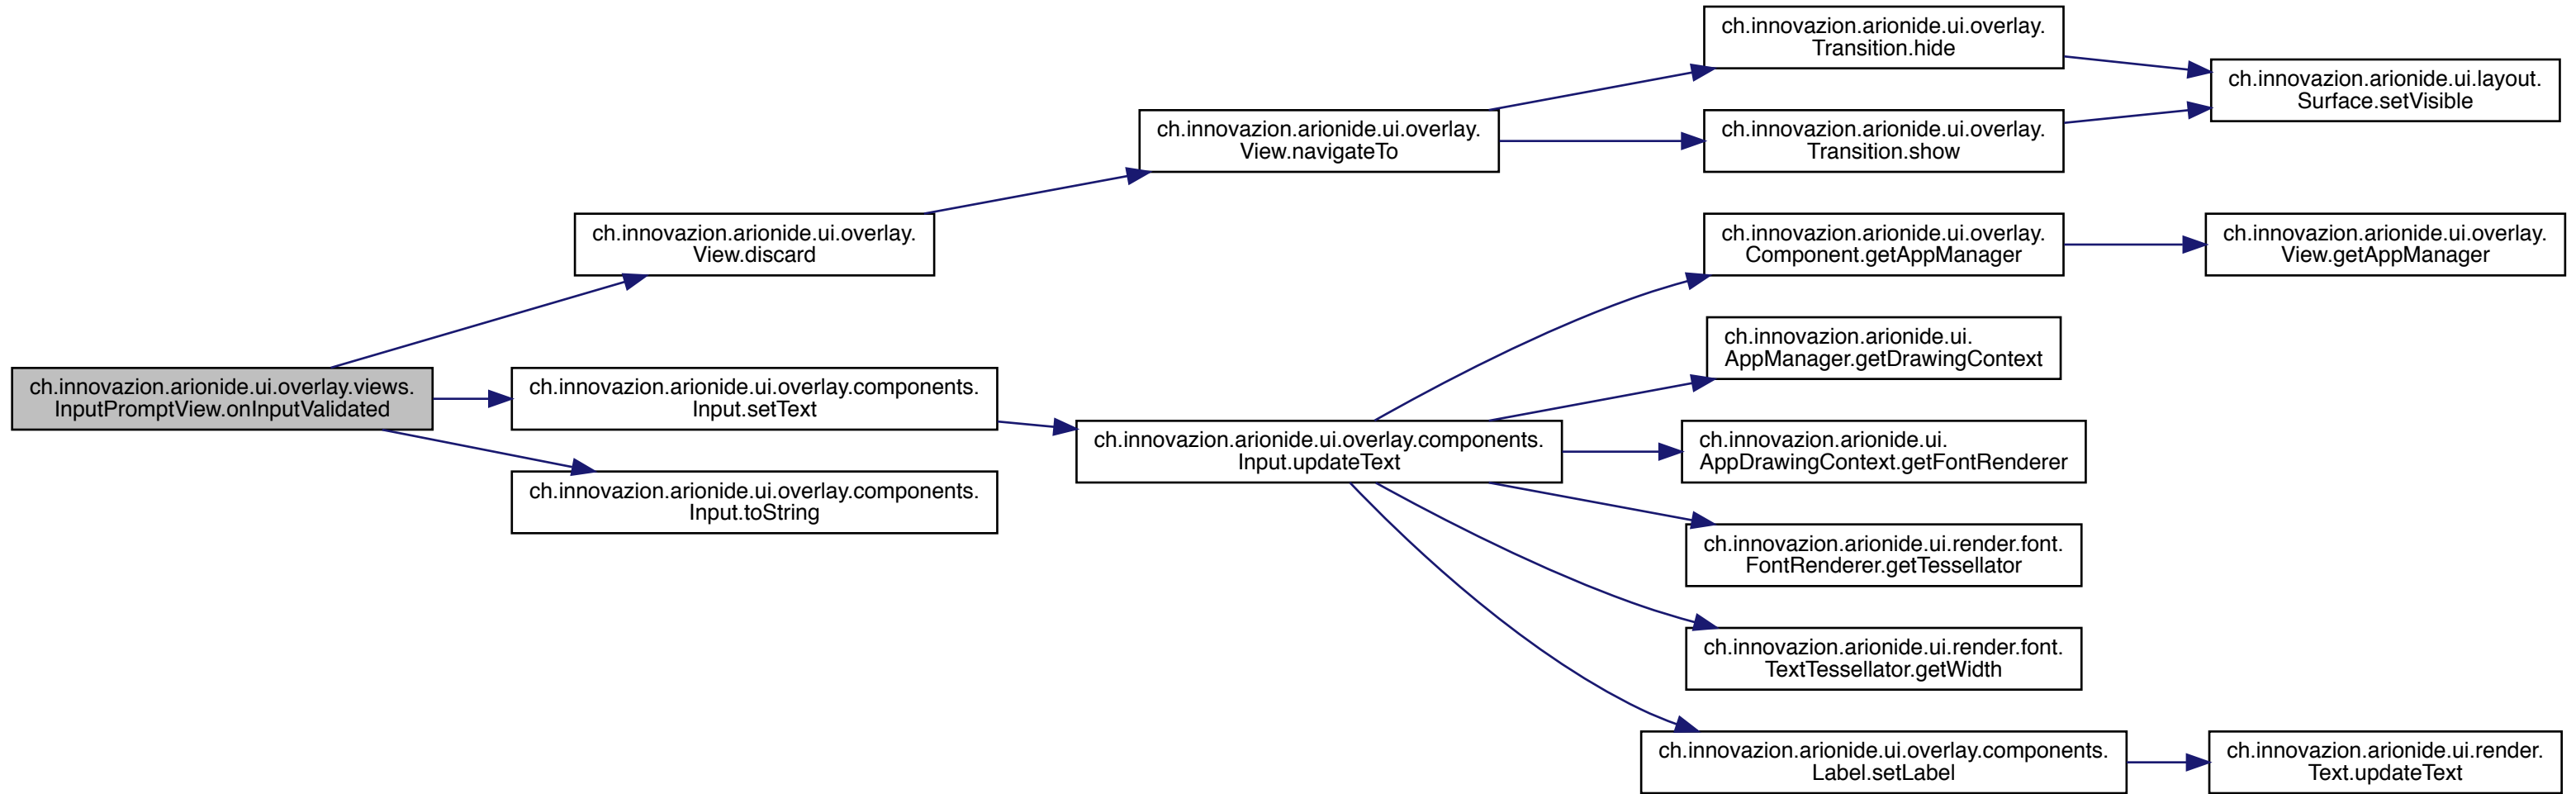 ch.innovazion.arionide.ui.overlay.views.
InputPromptView.onInputValidated
ch.innovazion.arionide.ui.overlay.
View.discard
ch.innovazion.arionide.ui.overlay.components.
Input.setText
ch.innovazion.arionide.ui.overlay.components.
Input.toString
ch.innovazion.arionide.ui.overlay.
View.navigateTo
ch.innovazion.arionide.ui.overlay.components.
Input.updateText
ch.innovazion.arionide.ui.overlay.
Transition.hide
ch.innovazion.arionide.ui.overlay.
Transition.show
ch.innovazion.arionide.ui.overlay.
Component.getAppManager
ch.innovazion.arionide.ui.
AppManager.getDrawingContext
ch.innovazion.arionide.ui.
AppDrawingContext.getFontRenderer
ch.innovazion.arionide.ui.render.font.
FontRenderer.getTessellator
ch.innovazion.arionide.ui.render.font.
TextTessellator.getWidth
ch.innovazion.arionide.ui.overlay.components.
Label.setLabel
ch.innovazion.arionide.ui.layout.
Surface.setVisible
ch.innovazion.arionide.ui.overlay.
View.getAppManager
ch.innovazion.arionide.ui.render.
Text.updateText